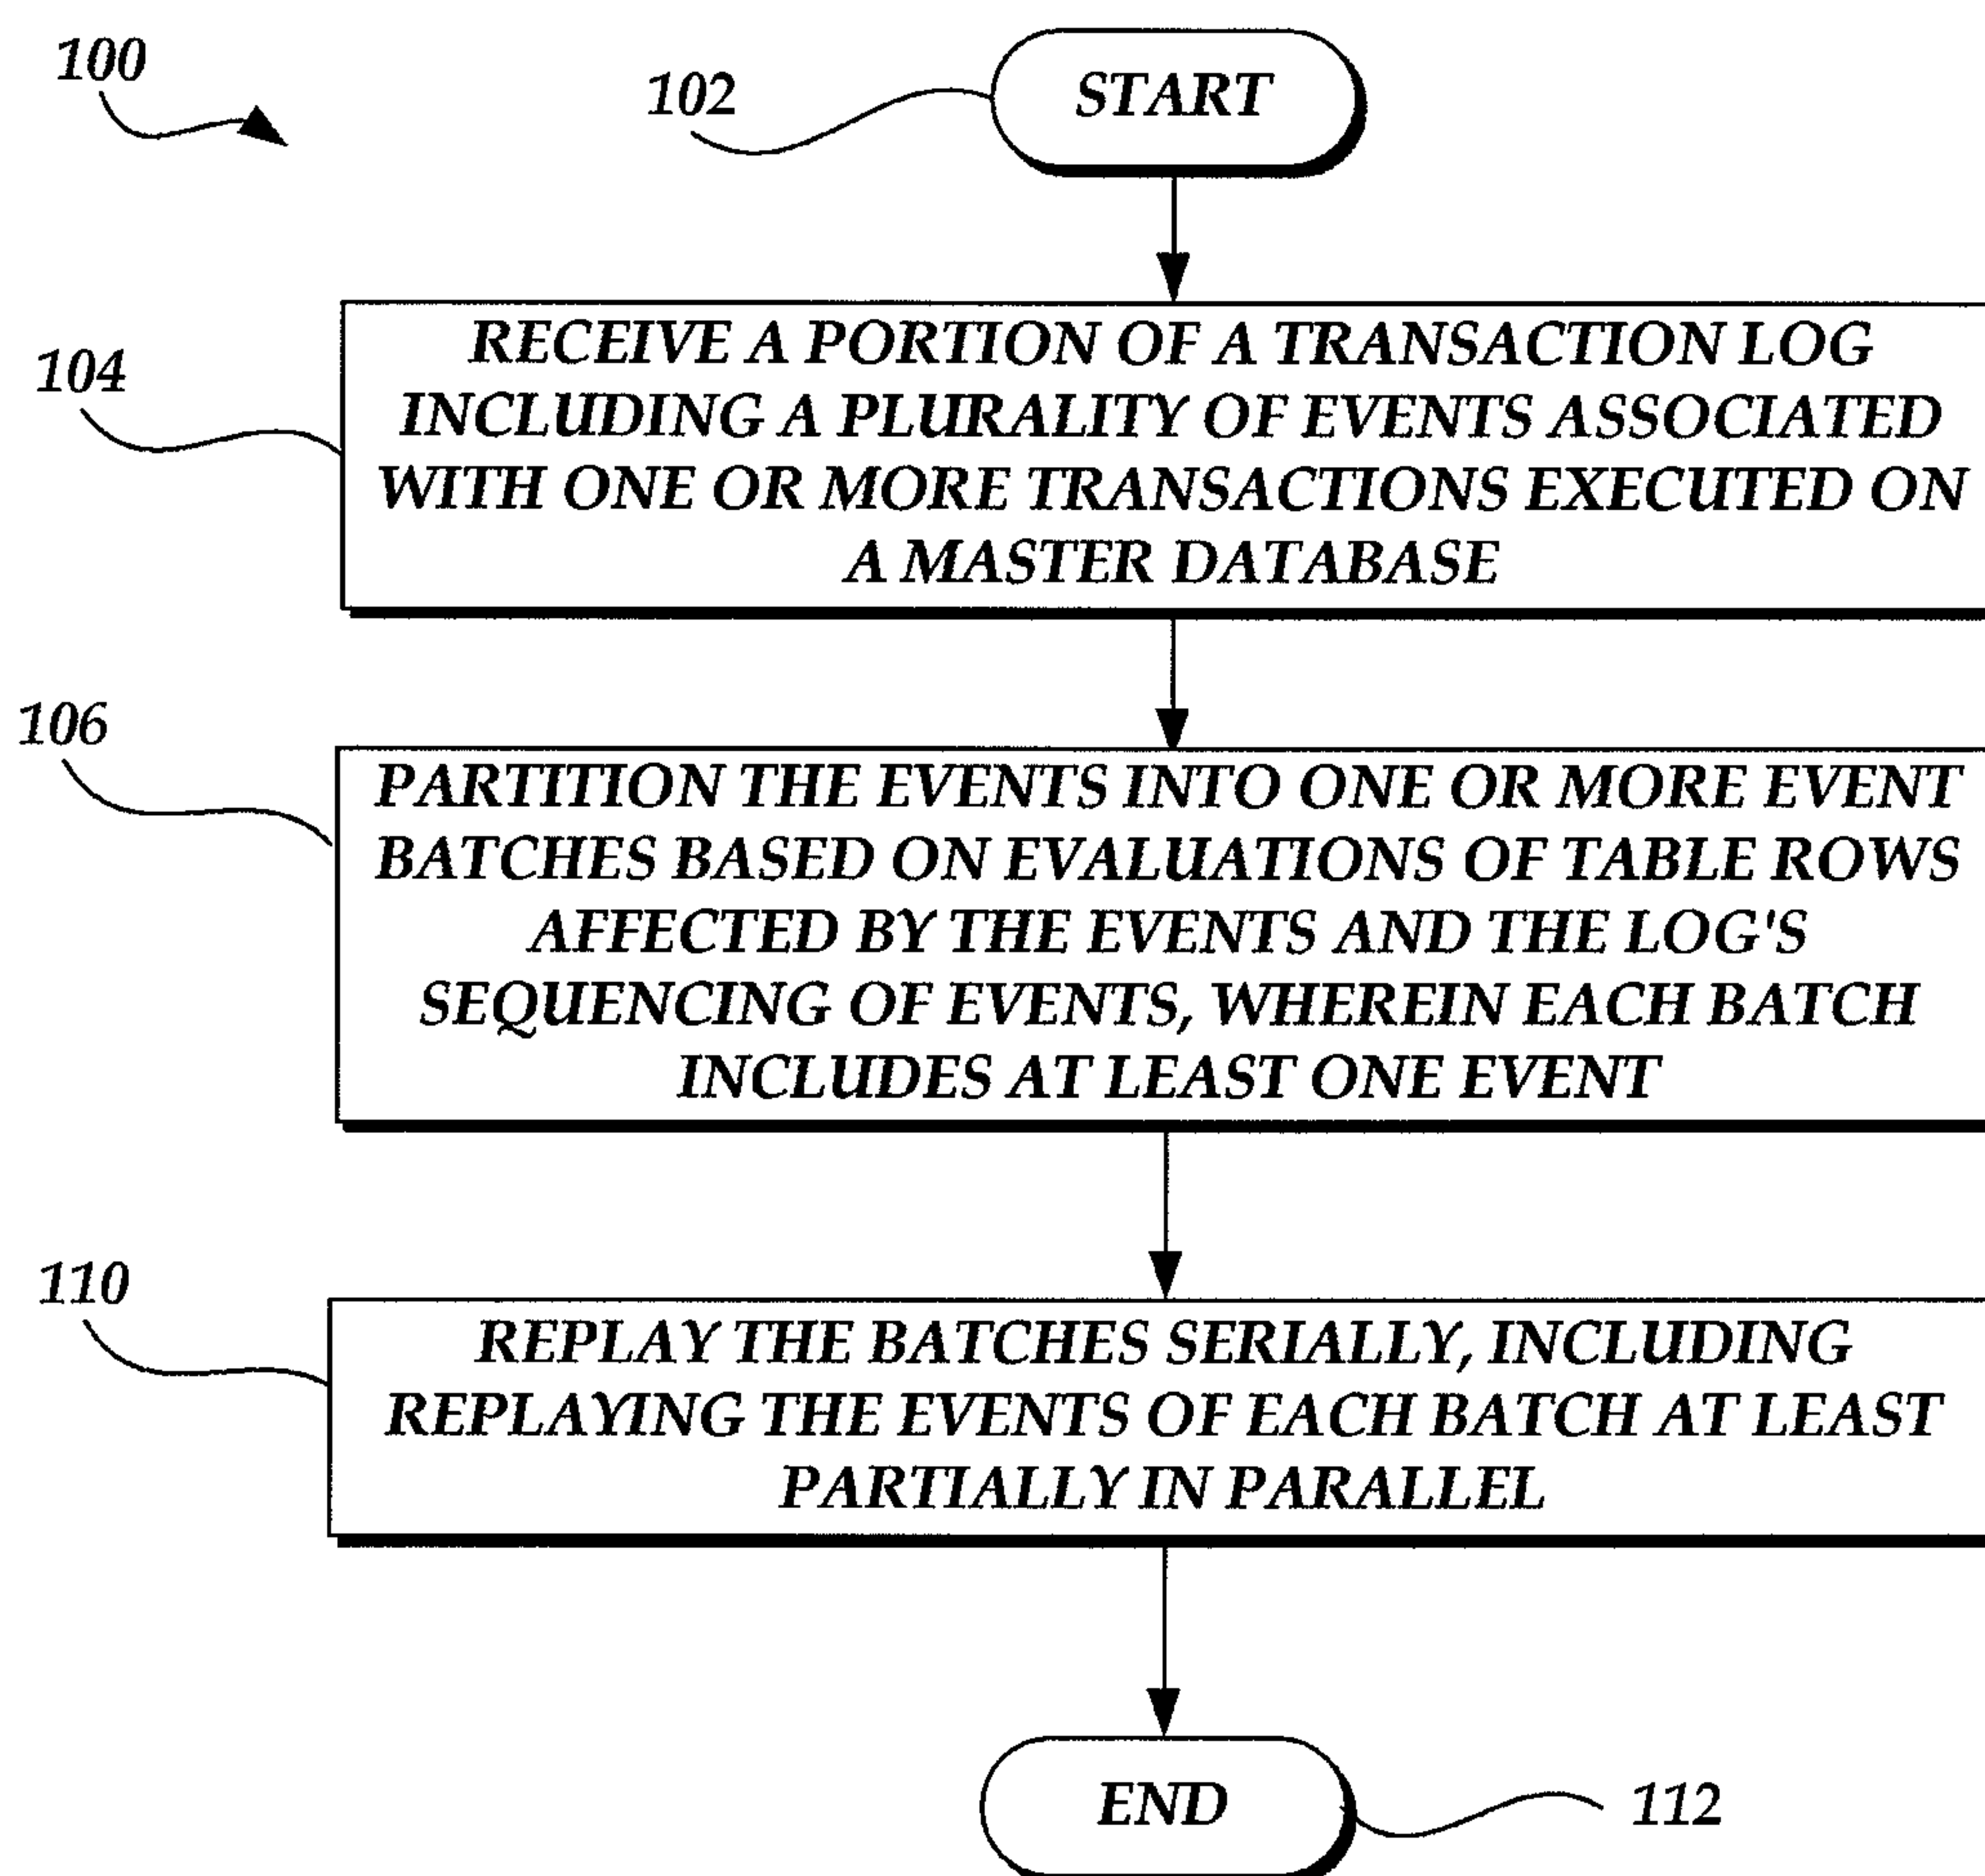 100
102
START
104
RECEIVE A PORTION OF A TRANSACTION LOG
INCLUDING A PLURALITY OF EVENTS ASSOCIATED
WITH ONE OR MORE TRANSACTIONS EXECUTED ON
A MASTER DATABASE
106
PARTITION THE EVENTS INTO ONE OR MORE EVENT
BATCHES BASED ON EVALUATIONS OF TABLE ROWS
AFFECTED BY THE EVENTS AND THE LOG'S
SEQUENCING OF EVENTS, WHEREIN EACH BATCH
INCLUDES AT LEAST ONE EVENT
110
REPLAY THE BATCHES SERIALLY, INCLUDING
REPLAYING THE EVENTS OF EACH BATCH AT LEAST
PARTIALLY IN PARALLEL
END
112